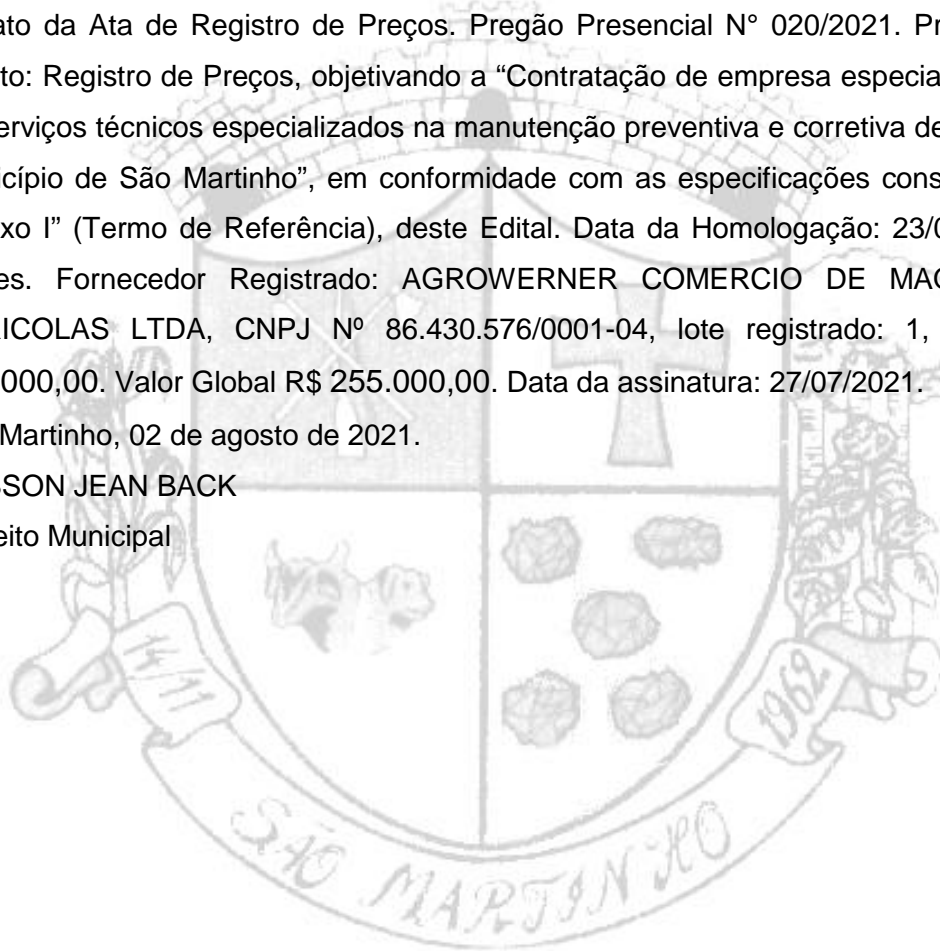 ato da Ata de Registro de Preços. Pregão Presencial N° 020/2021. Pr
to: Registro de Preços, objetivando a “Contratação de empresa especia
erviços técnicos especializados na manutenção preventiva e corretiva de
icípio de São Martinho”, em conformidade com as especificações cons
xo I” (Termo de Referência), deste Edital. Data da Homologação: 23/0
es. Fornecedor Registrado: AGROWERNER COMERCIO DE MAQ
RICOLAS LTDA, CNPJ Nº 86.430.576/0001-04, lote registrado: 1,
000,00. Valor Global R$ 255.000,00. Data da assinatura: 27/07/2021.
Martinho, 02 de agosto de 2021.
SON JEAN BACK
eito Municipal
14/11
1962
SÃO MARTINHO